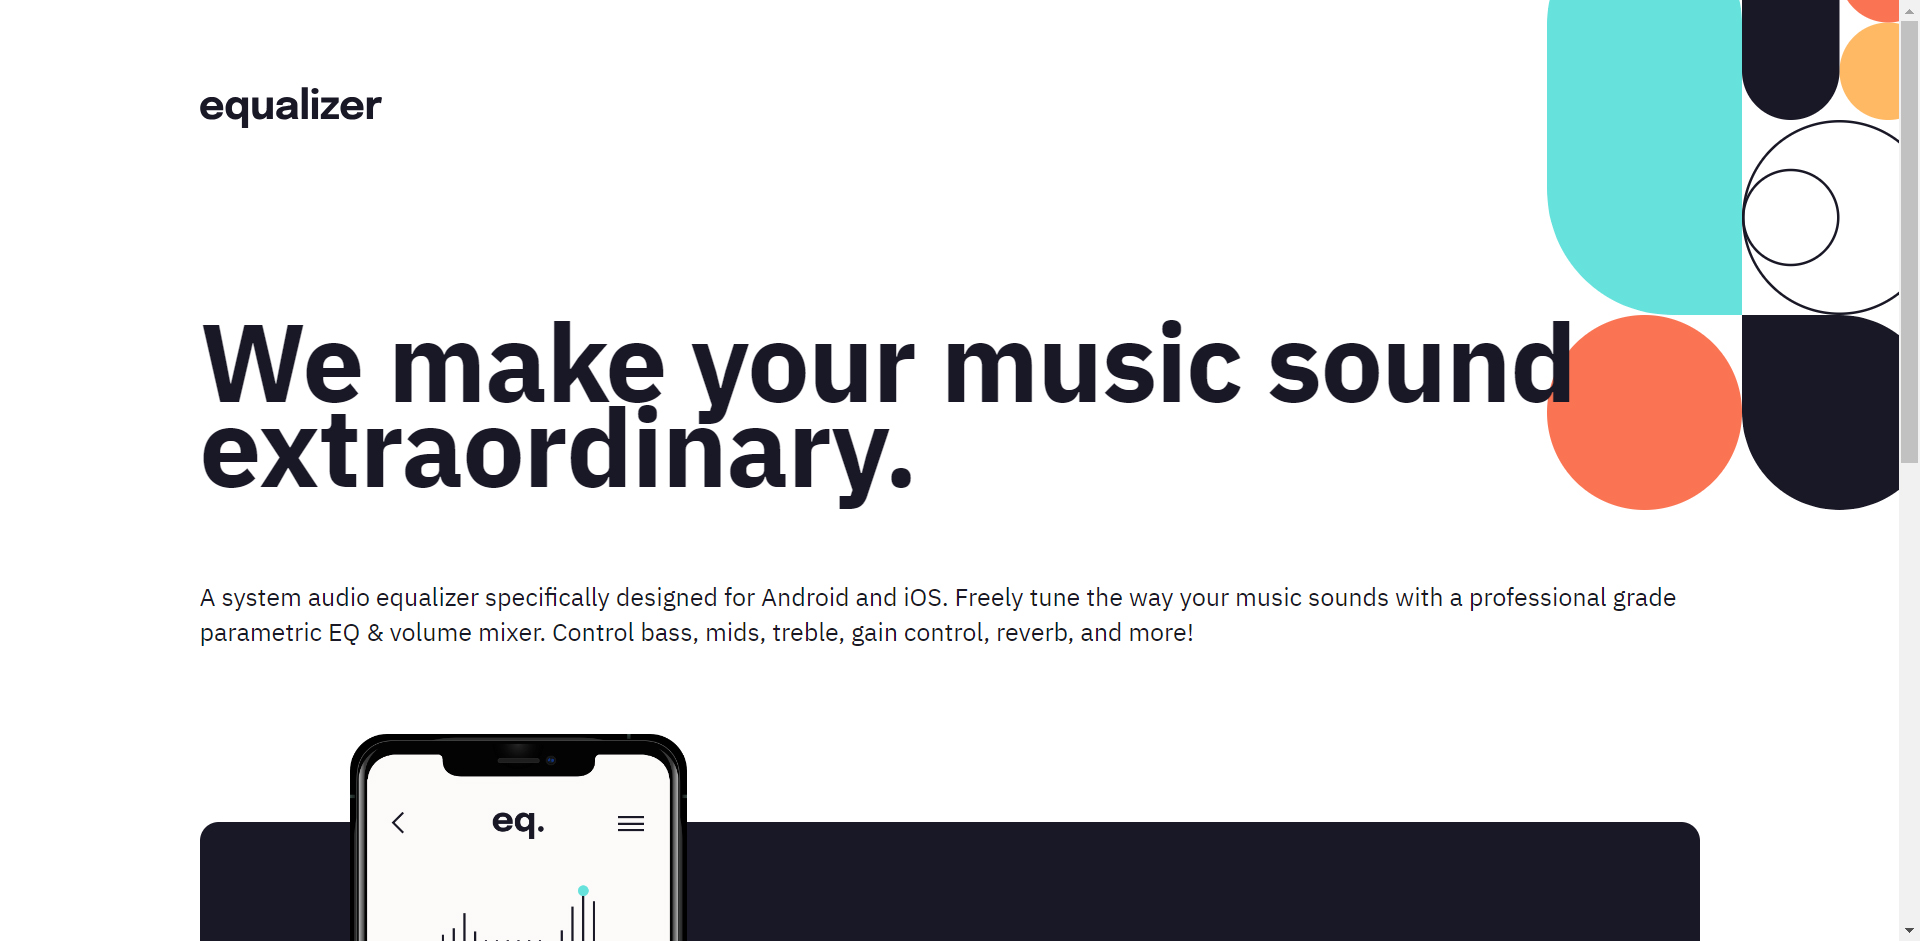 equalizer
We make your music sound
extraordinary.
A system audio equalizer specifically designed for Android and iOS. Freely tune the way your music sounds with a professional grade
parametric EQ & volume mixer. Control bass, mids, treble, gain control, reverb, and more!
eq.